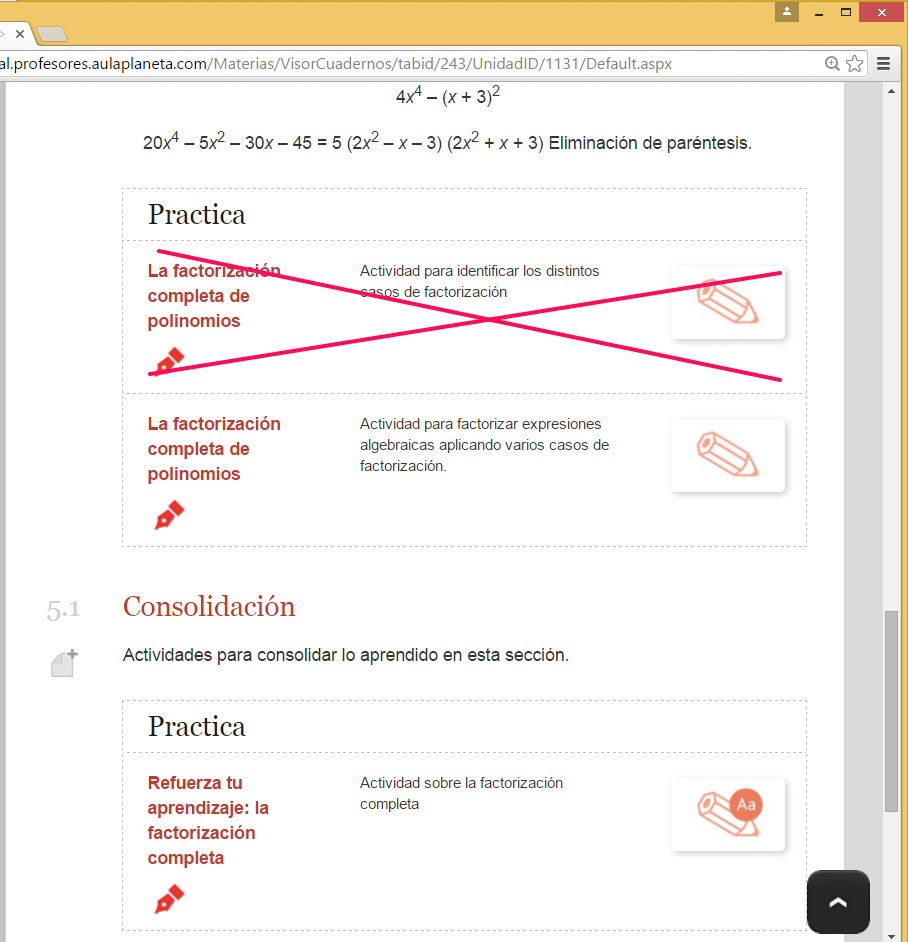 al.profesores.aulaplaneta.com/Materias/VisorCuadernos/tabid/243/UnidadID/1131/Default.aspx
4x⁴ – (x + 3)²
20x⁴ – 5x² – 30x – 45 = 5 (2x² – x – 3) (2x² + x + 3) Eliminación de paréntesis.
Practica
La factorización
completa de
polinomios
Actividad para identificar los distintos
casos de factorización
La factorización
completa de
polinomios
Actividad para factorizar expresiones
algebraicas aplicando varios casos de
factorización.
5.1 Consolidación
Actividades para consolidar lo aprendido en esta sección.
Practica
Refuerza tu
aprendizaje: la
factorización
completa
Actividad sobre la factorización
completa
Aa